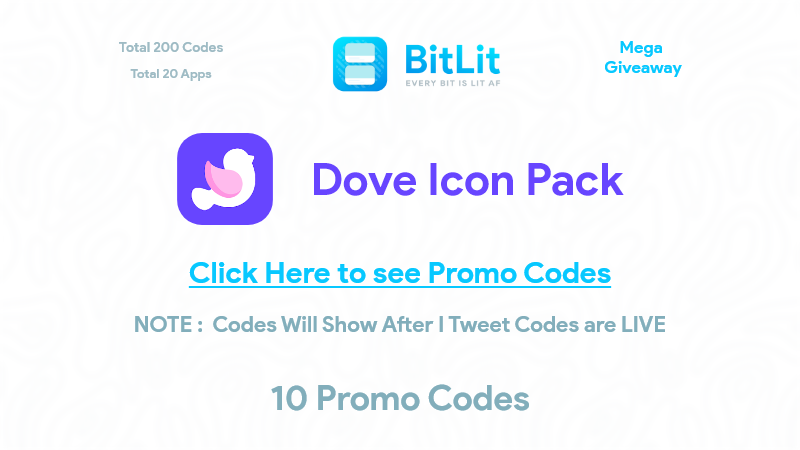 Total 200 Codes
Total 20 Apps
BitLit
EVERY BIT IS LIT AF
Mega
Giveaway
Dove Icon Pack
Click Here to see Promo Codes
NOTE : Codes Will Show After I Tweet Codes are LIVE
10 Promo Codes